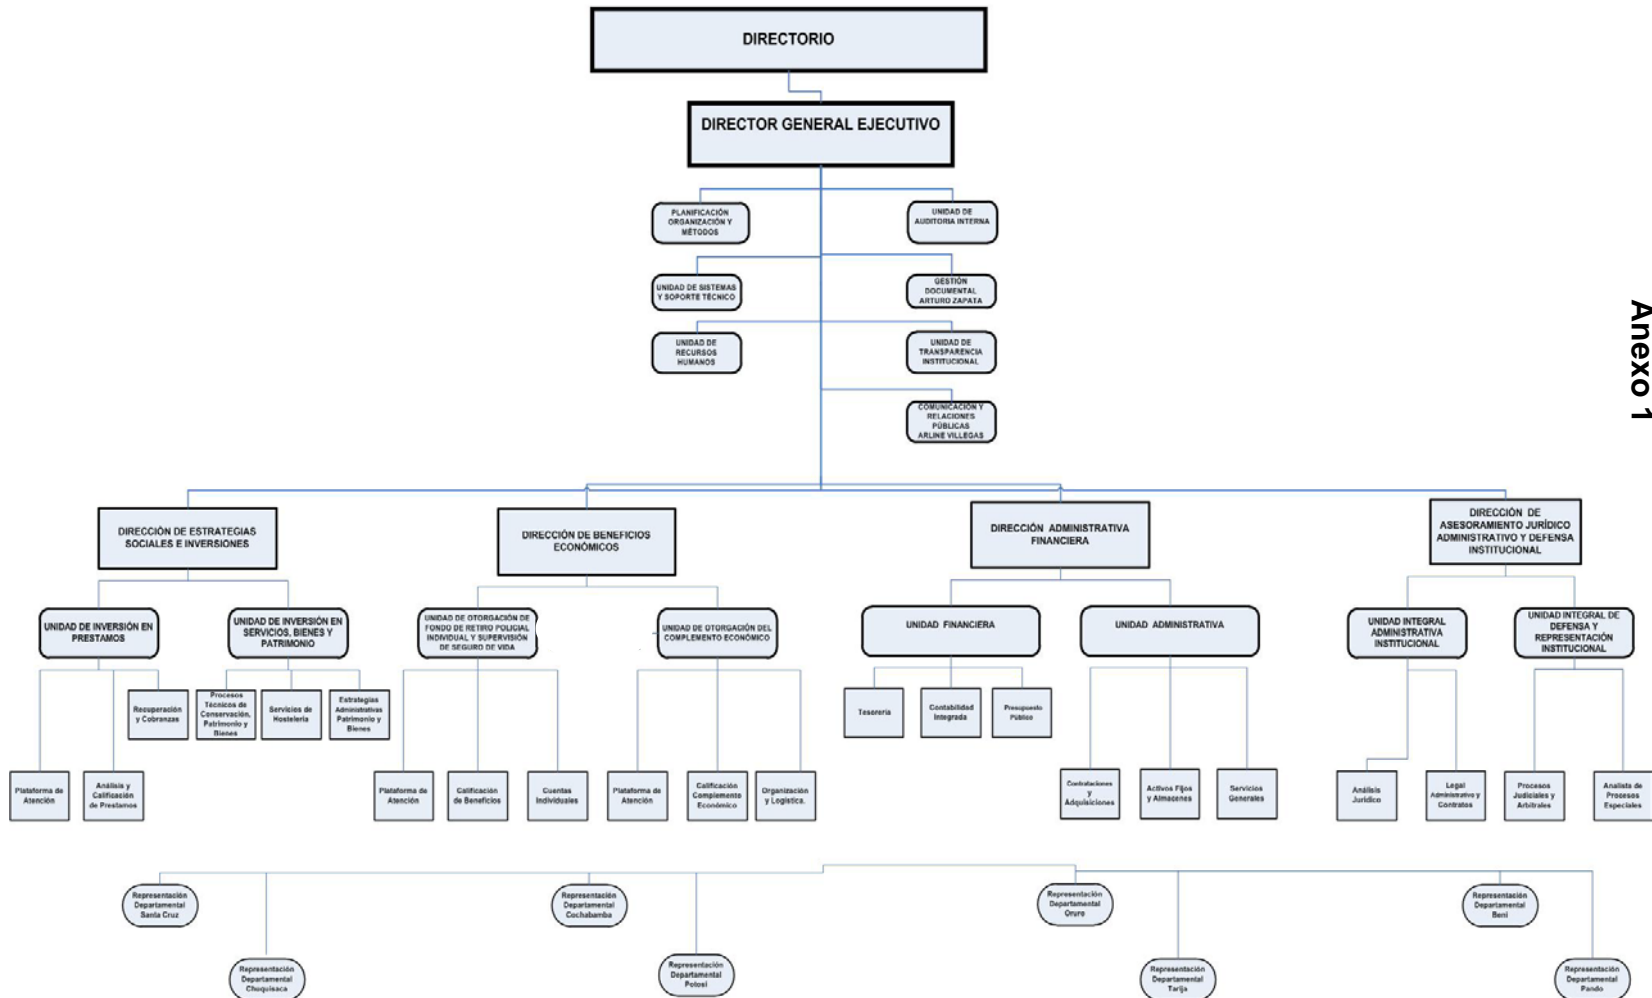 DIRECTORIO
DIRECTOR GENERAL EJECUTIVO
PLANIFICACIÓN
ORGANIZACIÓN Y
MÉTODOS
UNIDAD DE
AUDITORIA INTERNA
UNIDAD DE SISTEMAS
Y SOPORTE TÉCNICO
GESTIÓN
DOCUMENTAL
ARTURO ZAPATA
UNIDAD DE
RECURSOS
HUMANOS
UNIDAD DE
TRANSPARENCIA
INSTITUCIONAL
COMUNICACIÓN Y
RELACIONES
PÚBLICAS
ARLINE VILLEGAS
Anexo 1
DIRECCIÓN DE ESTRATEGIAS
SOCIALES E INVERSIONES
DIRECCIÓN DE BENEFICIOS
ECONÓMICOS
DIRECCIÓN ADMINISTRATIVA
FINANCIERA
DIRECCIÓN DE
ASESORAMIENTO JURÍDICO
ADMINISTRATIVO Y DEFENSA
INSTITUCIONAL
UNIDAD DE INVERSIÓN EN
PRESTAMOS
UNIDAD DE INVERSIÓN EN
SERVICIOS, BIENES Y
PATRIMONIO
UNIDAD DE OTORGACIÓN DE
FONDO DE RETIRO POLICIAL
INDIVIDUAL Y SUPERVISIÓN
DE SEGURO DE VIDA
UNIDAD DE OTORGACIÓN DEL
COMPLEMENTO ECONÓMICO
UNIDAD FINANCIERA
UNIDAD ADMINISTRATIVA
UNIDAD INTEGRAL
ADMINISTRATIVA
INSTITUCIONAL
UNIDAD INTEGRAL DE
DEFENSA Y
REPRESENTACIÓN
INSTITUCIONAL
Recuperación
y Cobranzas
Procesos
Técnicos de
Conservación,
Patrimonio y
Bienes
Servicios de
Hostelería
Estrategias
Administrativas
Patrimonio y
Bienes
Tesorería
Contabilidad
Integrada
Presupuesto
Público
Plataforma de
Atención
Análisis y
Calificación
de Prestamos
Plataforma de
Atención
Calificación
de Beneficios
Cuentas
Individuales
Plataforma de
Atención
Calificación
Complemento
Económico
Organización
y Logística.
Contrataciones
y
Adquisiciones
Activos Fijos
y Almacenes
Servicios
Generales
Análisis
Jurídico
Legal
Administrativo y
Contratos
Procesos
Judiciales y
Arbitrales
Analista de
Procesos
Especiales
Representación
Departamental
Santa Cruz
Representación
Departamental
Cochabamba
Representación
Departamental
Oruro
Representación
Departamental
Beni
Representación
Departamental
Chuquisaca
Representación
Departamental
Potosí
Representación
Departamental
Tarija
Representación
Departamental
Pando